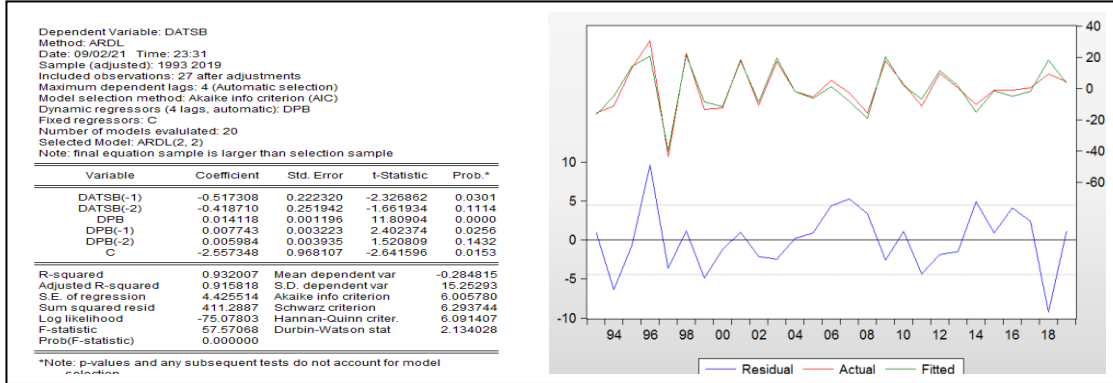 Dependent Variable: DATSB
Method: ARDL
Date: 09/02/21 Time: 23:31
Sample (adjusted): 1993 2019
Included observations: 27 after adjustments
Maximum dependent lags: 4 (Automatic selection)
Model selection method: Akaike info criterion (AIC)
Dynamic regressors (4 lags, automatic): DPB
Fixed regressors: C
Number of models evaluated: 20
Selected Model: ARDL(2, 2)
Note: final equation sample is larger than selection sample
Variable Coefficient Std. Error t-Statistic Prob.*
DATSB(-1) -0.517308 0.222320 -2.326862 0.0301
DATSB(-2) -0.418710 0.251942 -1.661934 0.1114
DPB 0.014118 0.001196 11.80904 0.0000
DPB(-1) 0.007743 0.003223 2.402374 0.0256
DPB(-2) 0.005984 0.003935 1.520809 0.1432
C -2.557348 0.968107 -2.641596 0.0153
R-squared 0.932007 Mean dependent var -0.284815
Adjusted R-squared 0.915818 S.D. dependent var 15.25293
S.E. of regression 4.425514 Akaike info criterion 6.005780
Sum squared resid 411.2887 Schwarz criterion 6.293744
Log likelihood -75.07803 Hannan-Quinn criter. 6.091407
F-statistic 57.57068 Durbin-Watson stat 2.134028
Prob(F-statistic) 0.000000
*Note: p-values and any subsequent tests do not account for model
selection.
40
20
0
-20
-40
-60
10
5
0
-5
-10
94 96 98 00 02 04 06 08 10 12 14 16 18
Residual Actual Fitted